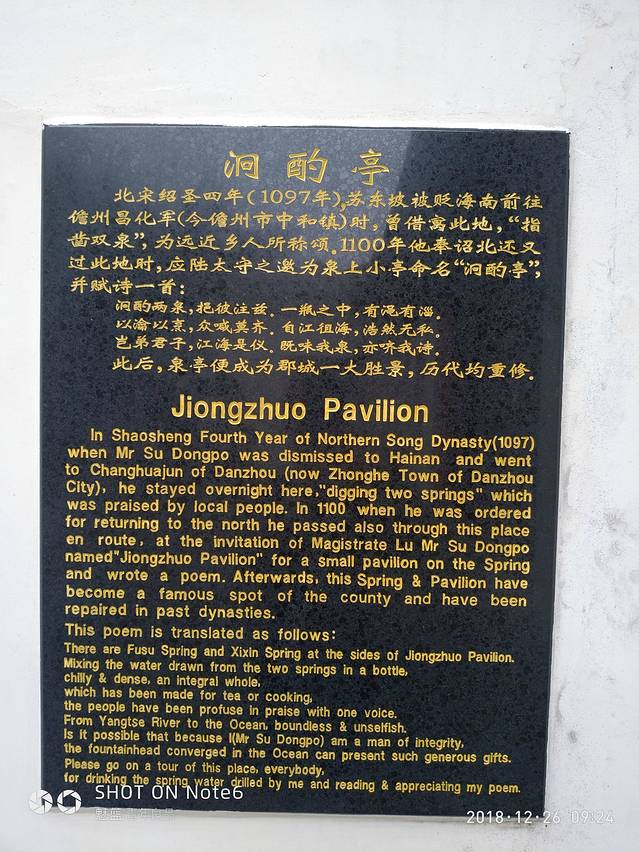 洄酌亭
北宋绍圣四年(1097年),苏东坡被贬海南前往
儋州昌化军(今儋州市中和镇)时,曾借寓此地,“指
凿双泉”,为远近乡人所称颂.1100年他奉诏北还又
过此地时,应陆太守之邀为泉上小亭命名“洄酌亭”,
并赋诗一首:
洄酌两泉,挹彼注兹.一瓶之中,有渑有淄.
以瀹以烹,众喊莫齐.自江徂海,浩然无私.
岂弟君子,江海是仪.既味我泉,亦哜我诗.
此后,泉亭便成为郡城一大胜景,历代均重修.
Jiongzhuo Pavilion
In Shaosheng Fourth Year of Northern Song Dynasty(1097)
when Mr Su Dongpo was dismissed to Hainan and went
to Changhuajun of Danzhou (now Zhonghe Town of Danzhou
City), he stayed overnight here,"digging two springs" which
was praised by local people. In 1100 when he was ordered
for returning to the north he passed also through this place
en route, at the invitation of Magistrate Lu Mr Su Dongpo
named"Jiongzhuo Pavilion" for a small pavilion on the Spring
and wrote a poem. Afterwards, this Spring & Pavilion have
become a famous spot of the county and have been
repaired in past dynasties.
This poem is translated as follows:
There are Fusu Spring and Xixin Spring at the sides of Jiongzhuo Pavilion.
Mixing the water drawn from the two springs in a bottle,
chilly & dense, an integral whole,
which has been made for tea or cooking,
the people have been profuse in praise with one voice.
From Yangtse River to the Ocean, boundless & unselfish.
Is it possible that because I(Mr Su Dongpo) am a man of integrity,
the fountainhead converged in the Ocean can present such generous gifts.
Please go on a tour of this place, everybody,
for drinking the spring water drilled by me and reading & appreciating my poem.
SHOT ON Note6
2018·12·26 09:24